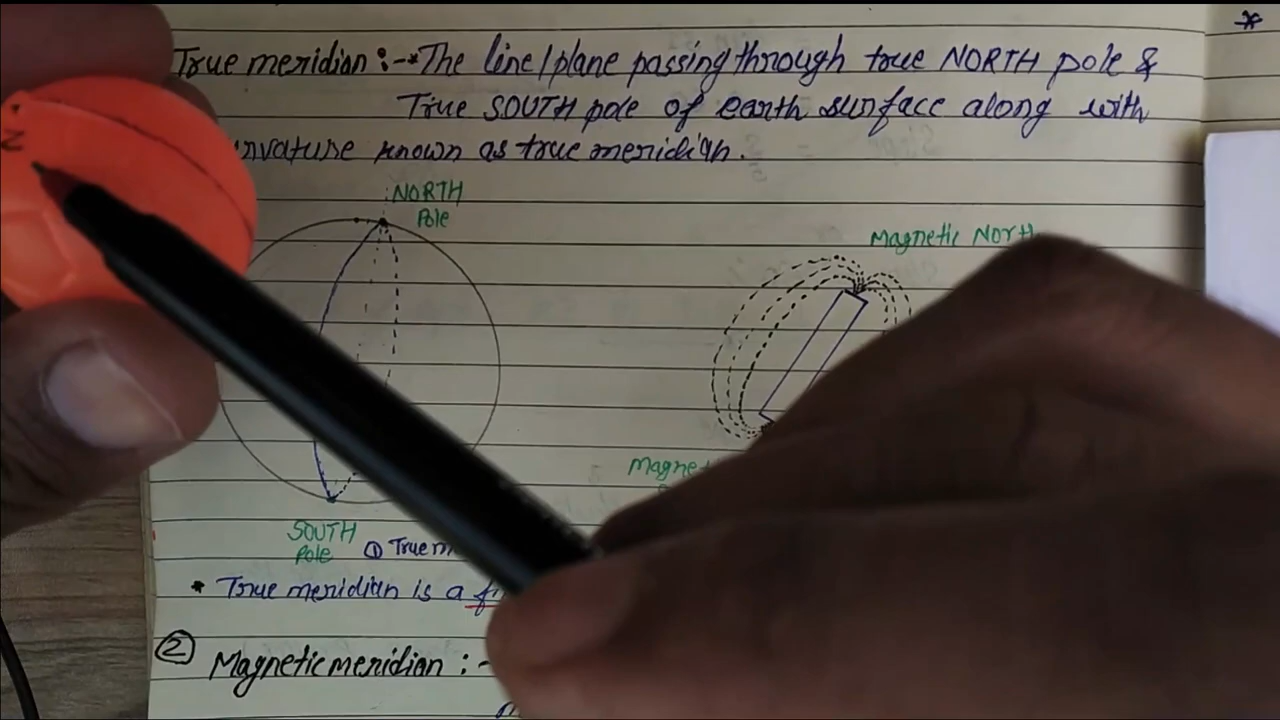 True meridian :-* The line/plane passing through true NORTH pole &
True SOUTH pole of earth surface along with
known as true meridian.
NORTH
Pole
Magnetic North
SOUTH
Pole
① True
* True meridian is a
② Magnetic meridian : -
*
N